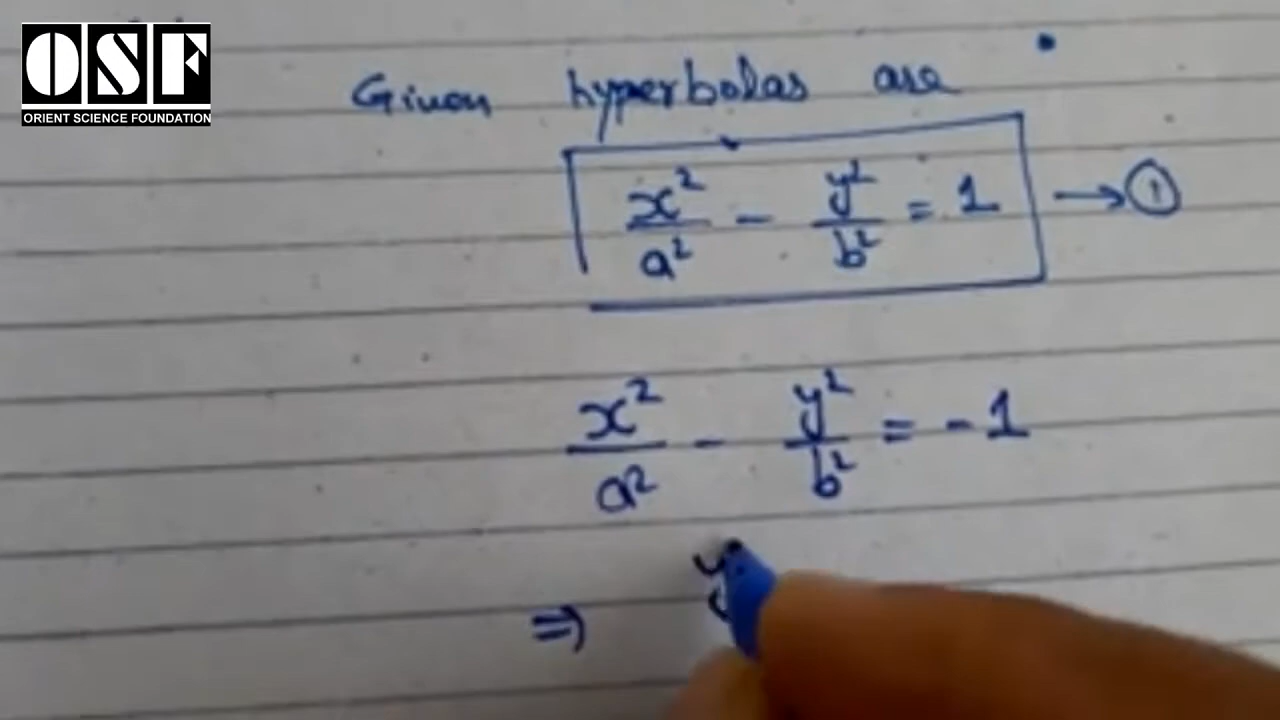 OSF
ORIENT SCIENCE FOUNDATION
Given hyperbolas are
x²/a² - y²/b² = 1 → ①
x²/a² - y²/b² = -1
⇒ y